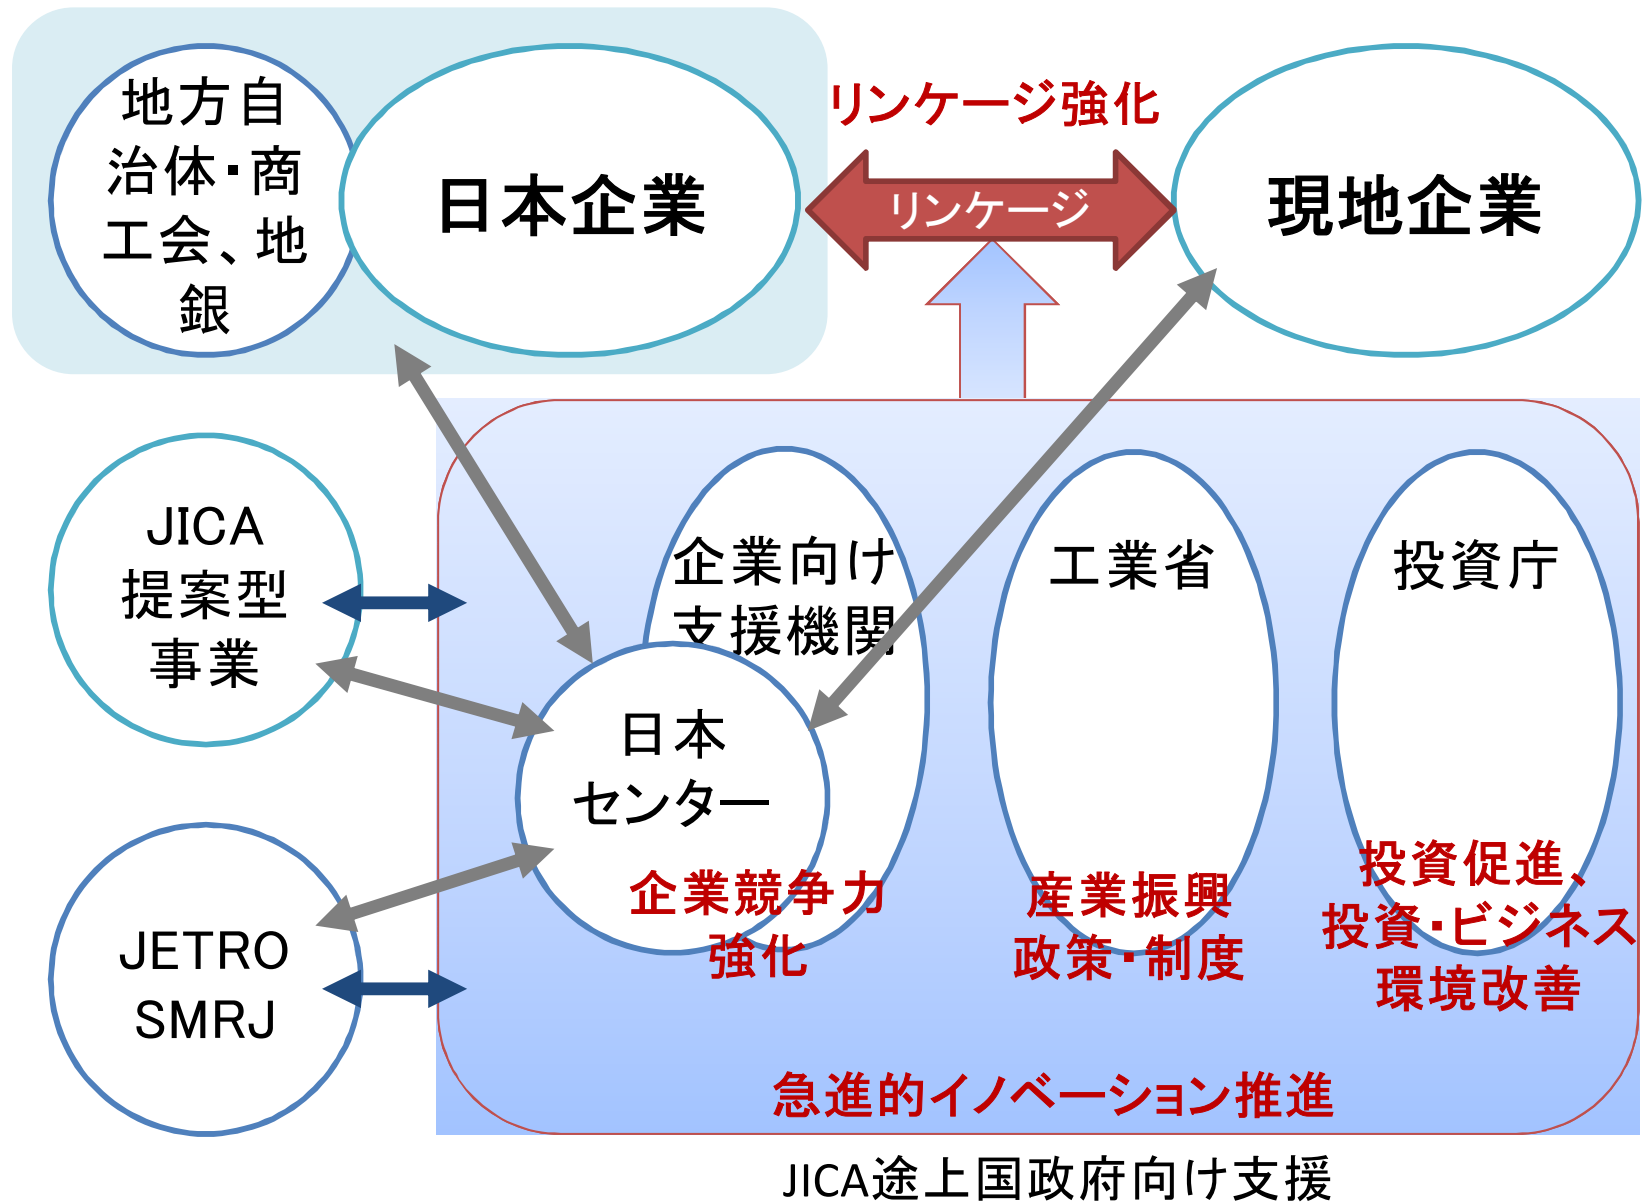 地方自
治体・商
工会、地
銀
日本企業
リンケージ強化
リンケージ
現地企業
JICA
提案型
事業
企業向け
支援機関
工業省
投資庁
日本
センター
企業競争力
強化
産業振興
政策・制度
投資促進、
投資・ビジネス
環境改善
JETRO
SMRJ
急進的イノベーション推進
JICA途上国政府向け支援